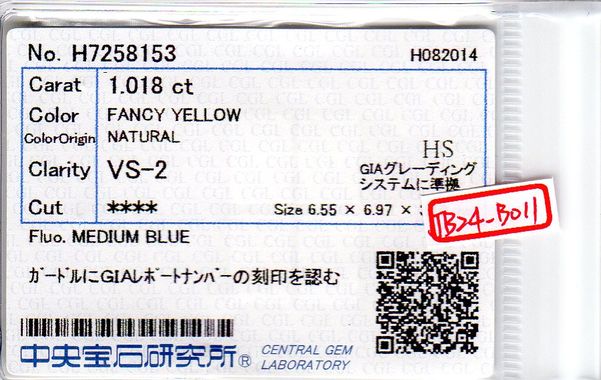 No. H7258153
H082014
Carat 1.018 ct
Color FANCY YELLOW
ColorOrigin NATURAL
Clarity VS-2
HS
GIAグレーディング
システムに準拠
Cut ****
Size 6.55 × 6.97 ×
TB24-B011
Fluo. MEDIUM BLUE
ガードルにGIAレポートナンバーの刻印を認む
中央宝石研究所® CENTRAL GEM
LABORATORY